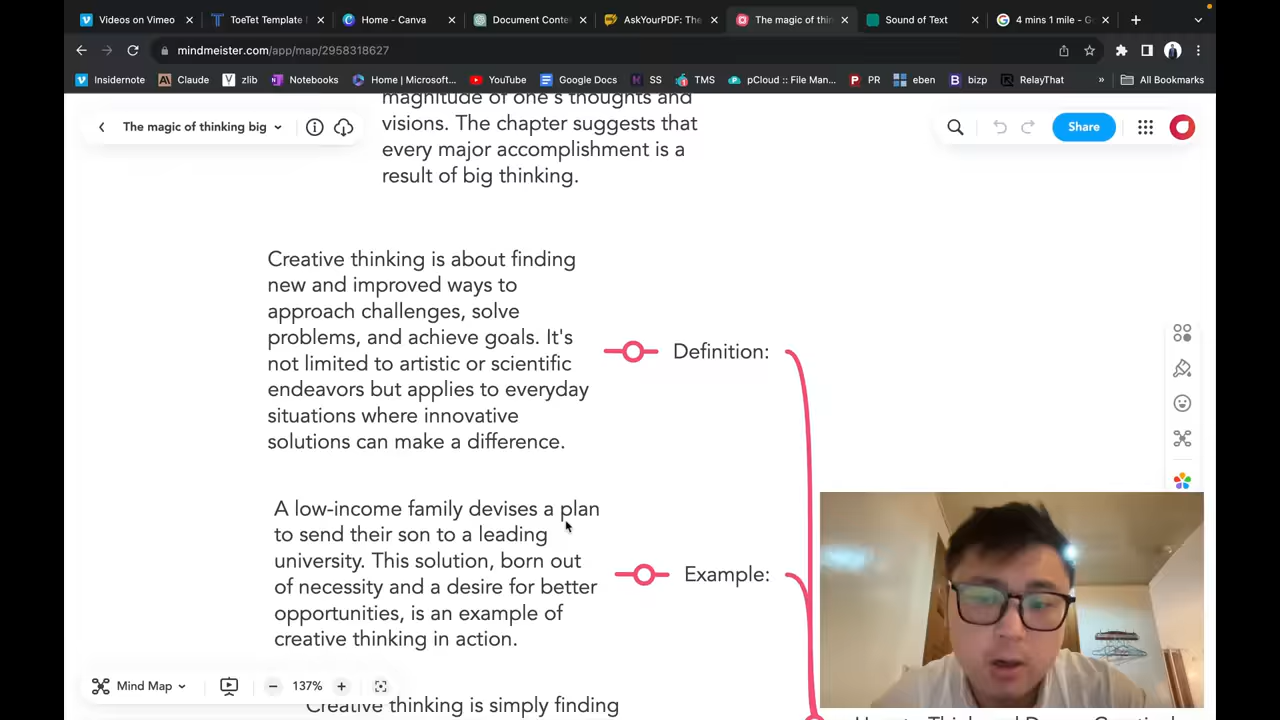 Videos on Vimeo
ToeTet Template
Home - Canva
Document Conte
AskYourPDF: The
The magic of thin
Sound of Text
4 mins 1 mile - G
mindmeister.com/app/map/2958318627
Insidernote
Claude
zlib
Notebooks
Home | Microsoft...
YouTube
Google Docs
SS
TMS
pCloud :: File Man...
PR
eben
bizp
RelayThat
»
All Bookmarks
The magic of thinking big
Share
magnitude of one's thoughts and
visions. The chapter suggests that
every major accomplishment is a
result of big thinking.
Creative thinking is about finding
new and improved ways to
approach challenges, solve
problems, and achieve goals. It's
not limited to artistic or scientific
endeavors but applies to everyday
situations where innovative
solutions can make a difference.
Definition:
A low-income family devises a plan
to send their son to a leading
university. This solution, born out
of necessity and a desire for better
opportunities, is an example of
creative thinking in action.
Example:
Creative thinking is simply finding
Mind Map
137%